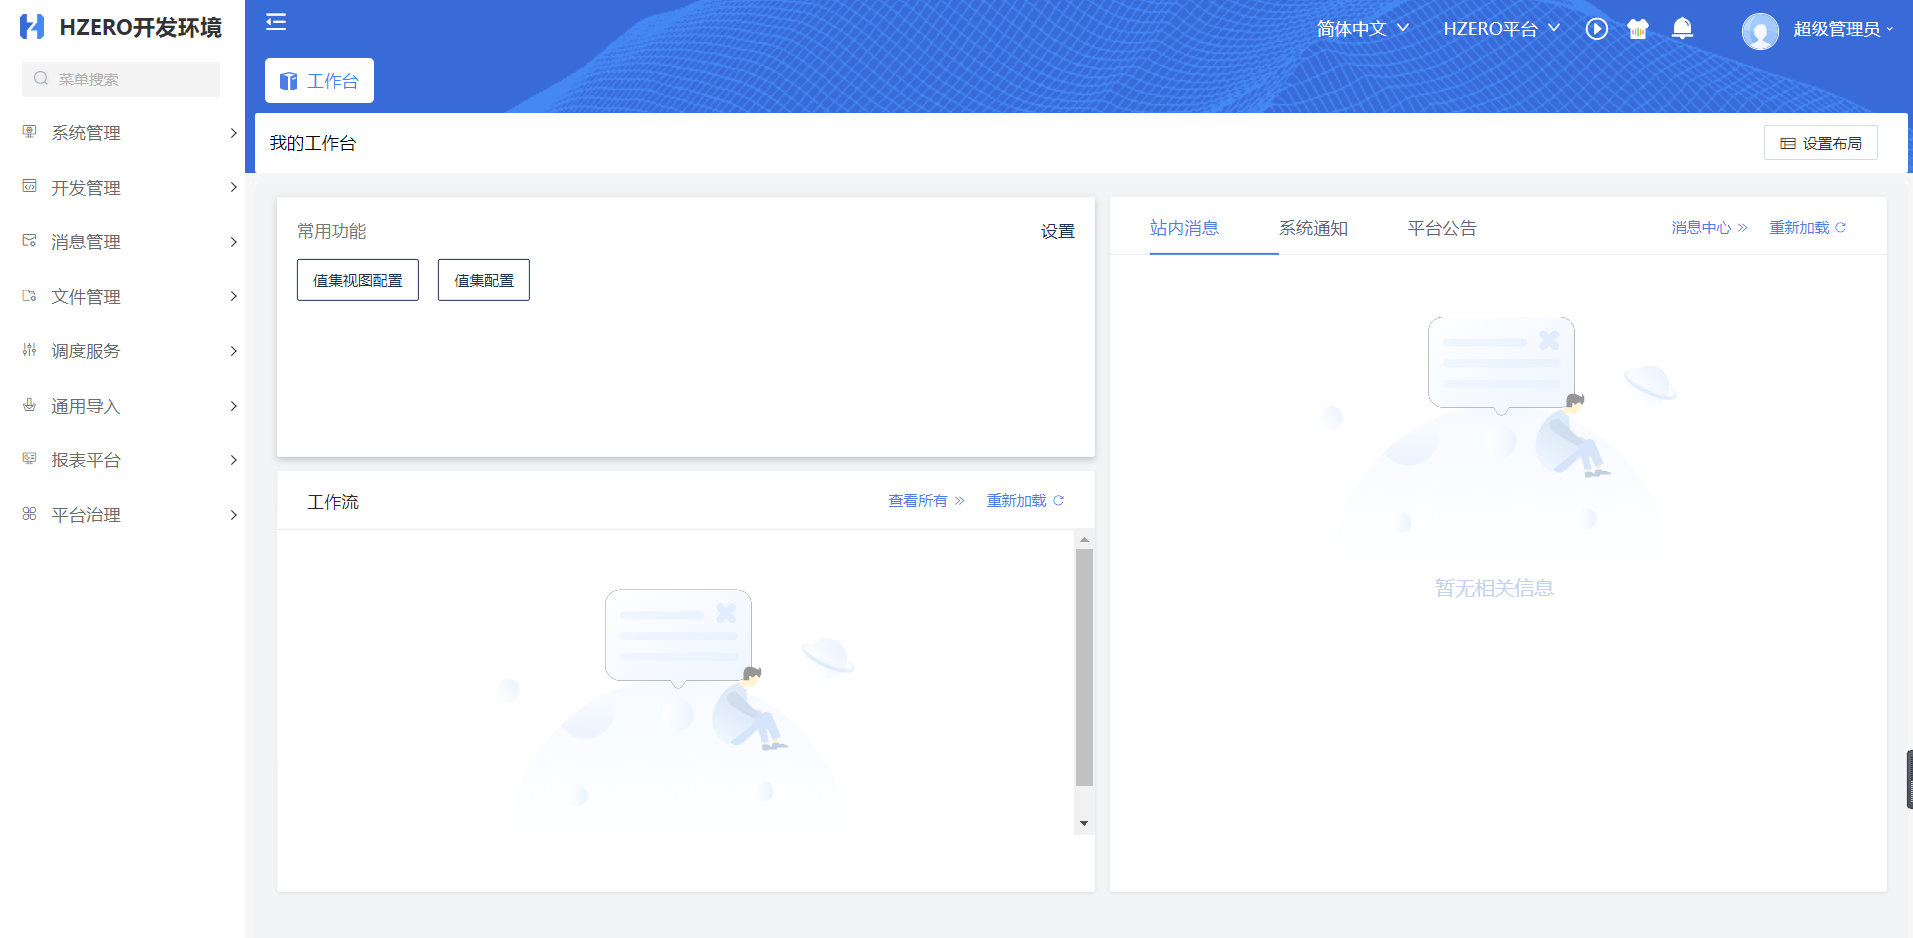 HZERO开发环境
菜单搜索
系统管理
开发管理
消息管理
文件管理
调度服务
通用导入
报表平台
平台治理
简体中文
HZERO平台
超级管理员
工作台
我的工作台
设置布局
常用功能
设置
值集视图配置
值集配置
工作流
查看所有
重新加载
站内消息
系统通知
平台公告
消息中心
重新加载
暂无相关信息